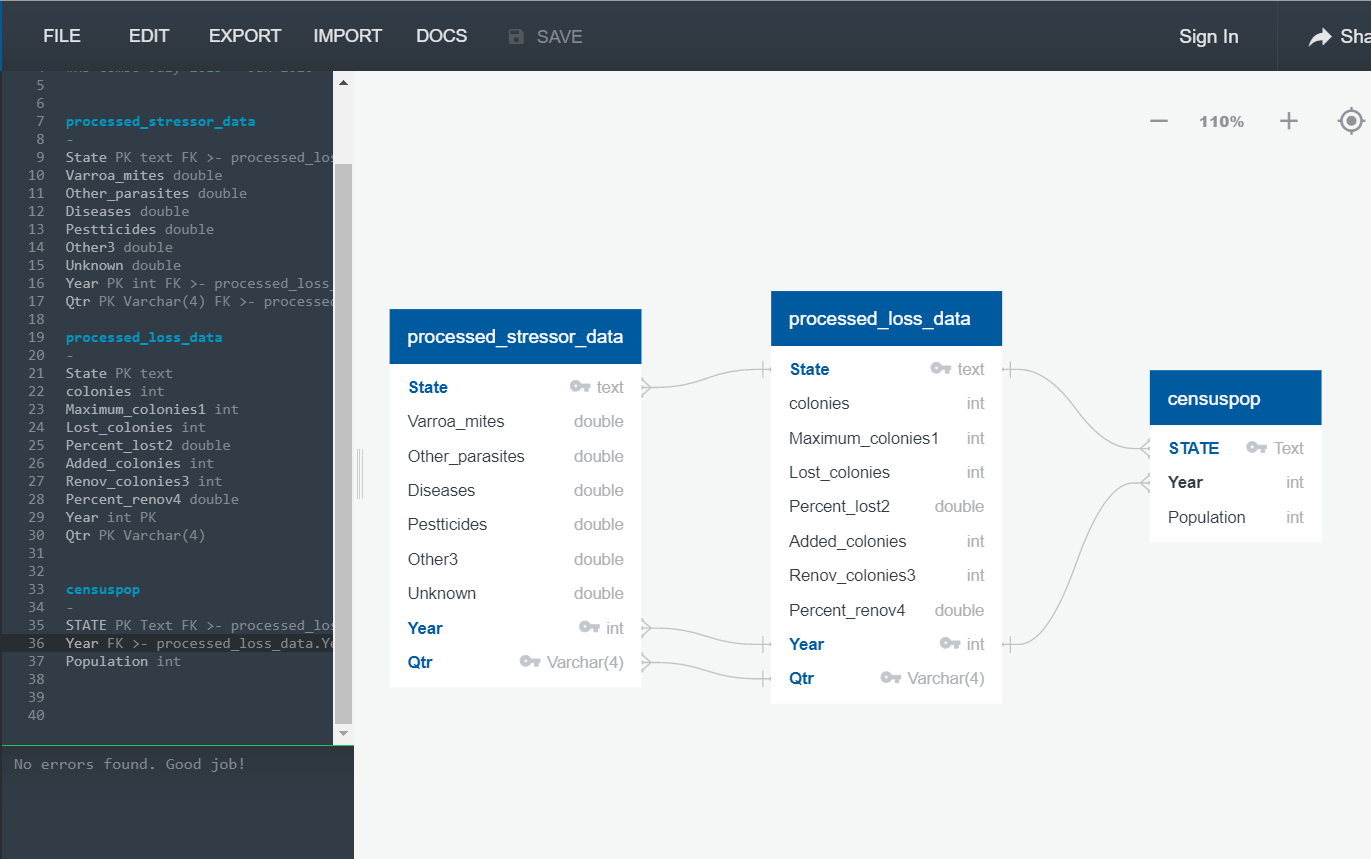 FILE EDIT EXPORT IMPORT DOCS SAVE Sign In Sha
5
6
7 processed_stressor_data
8 -
9 State PK text FK >- processed_los
10 Varroa_mites double
11 Other_parasites double
12 Diseases double
13 Pestticides double
14 Other3 double
15 Unknown double
16 Year PK int FK >- processed_loss_
17 Qtr PK Varchar(4) FK >- processed
18
19 processed_loss_data
20 -
21 State PK text
22 colonies int
23 Maximum_colonies1 int
24 Lost_colonies int
25 Percent_lost2 double
26 Added_colonies int
27 Renov_colonies3 int
28 Percent_renov4 double
29 Year int PK
30 Qtr PK Varchar(4)
31
32
33 censuspop
34 -
35 STATE PK Text FK >- processed_los
36 Year FK >- processed_loss_data.Ye
37 Population int
38
39
40
No errors found. Good job!
110%
processed_stressor_data
State text
Varroa_mites double
Other_parasites double
Diseases double
Pestticides double
Other3 double
Unknown double
Year int
Qtr Varchar(4)
processed_loss_data
State text
colonies int
Maximum_colonies1 int
Lost_colonies int
Percent_lost2 double
Added_colonies int
Renov_colonies3 int
Percent_renov4 double
Year int
Qtr Varchar(4)
censuspop
STATE Text
Year int
Population int